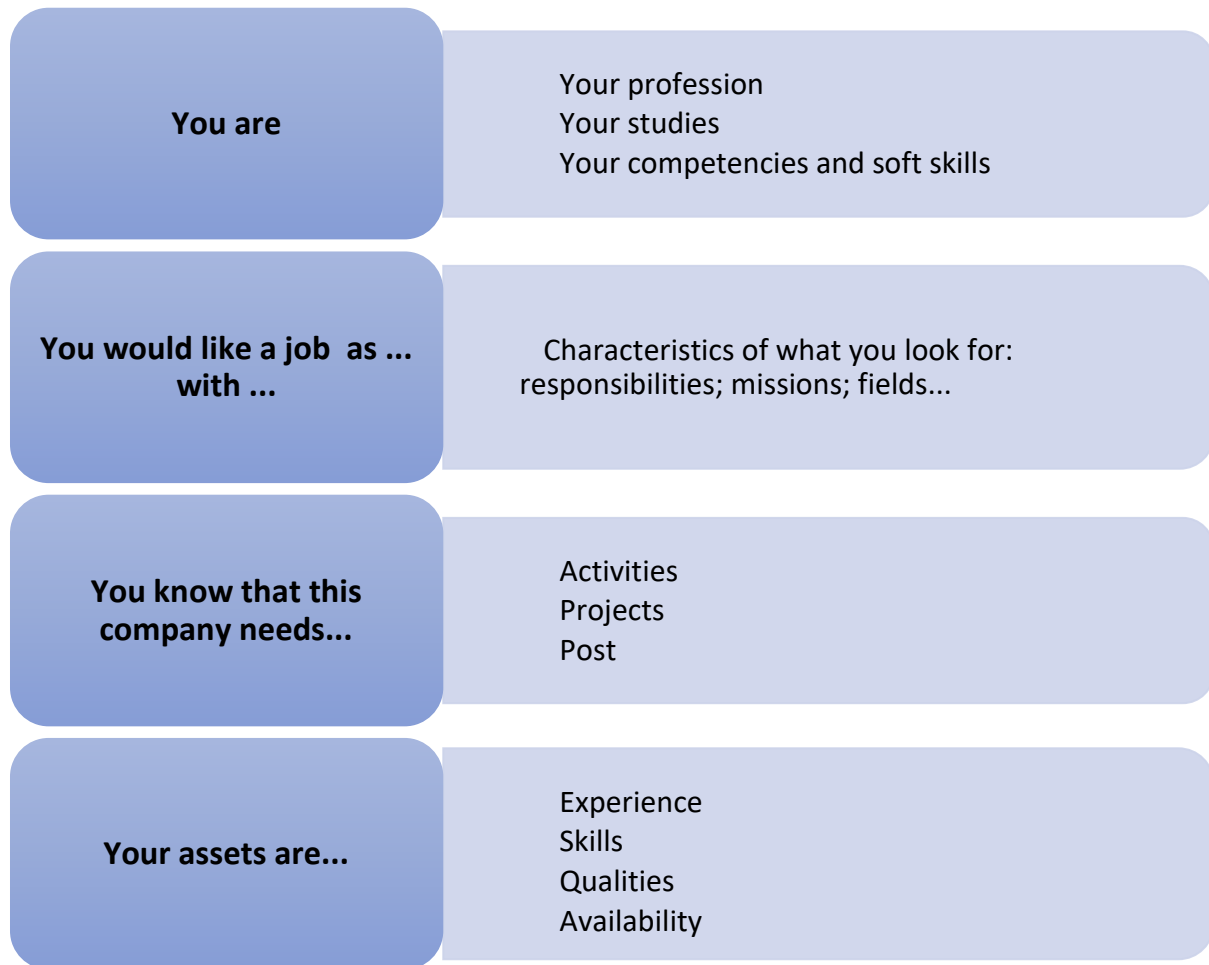 You are
Your profession
Your studies
Your competencies and soft skills
You would like a job  as ...
with ...
Characteristics of what you look for:
responsibilities; missions; fields...
You know that this
company needs...
Activities
Projects
Post
Your assets are...
Experience
Skills
Qualities
Availability